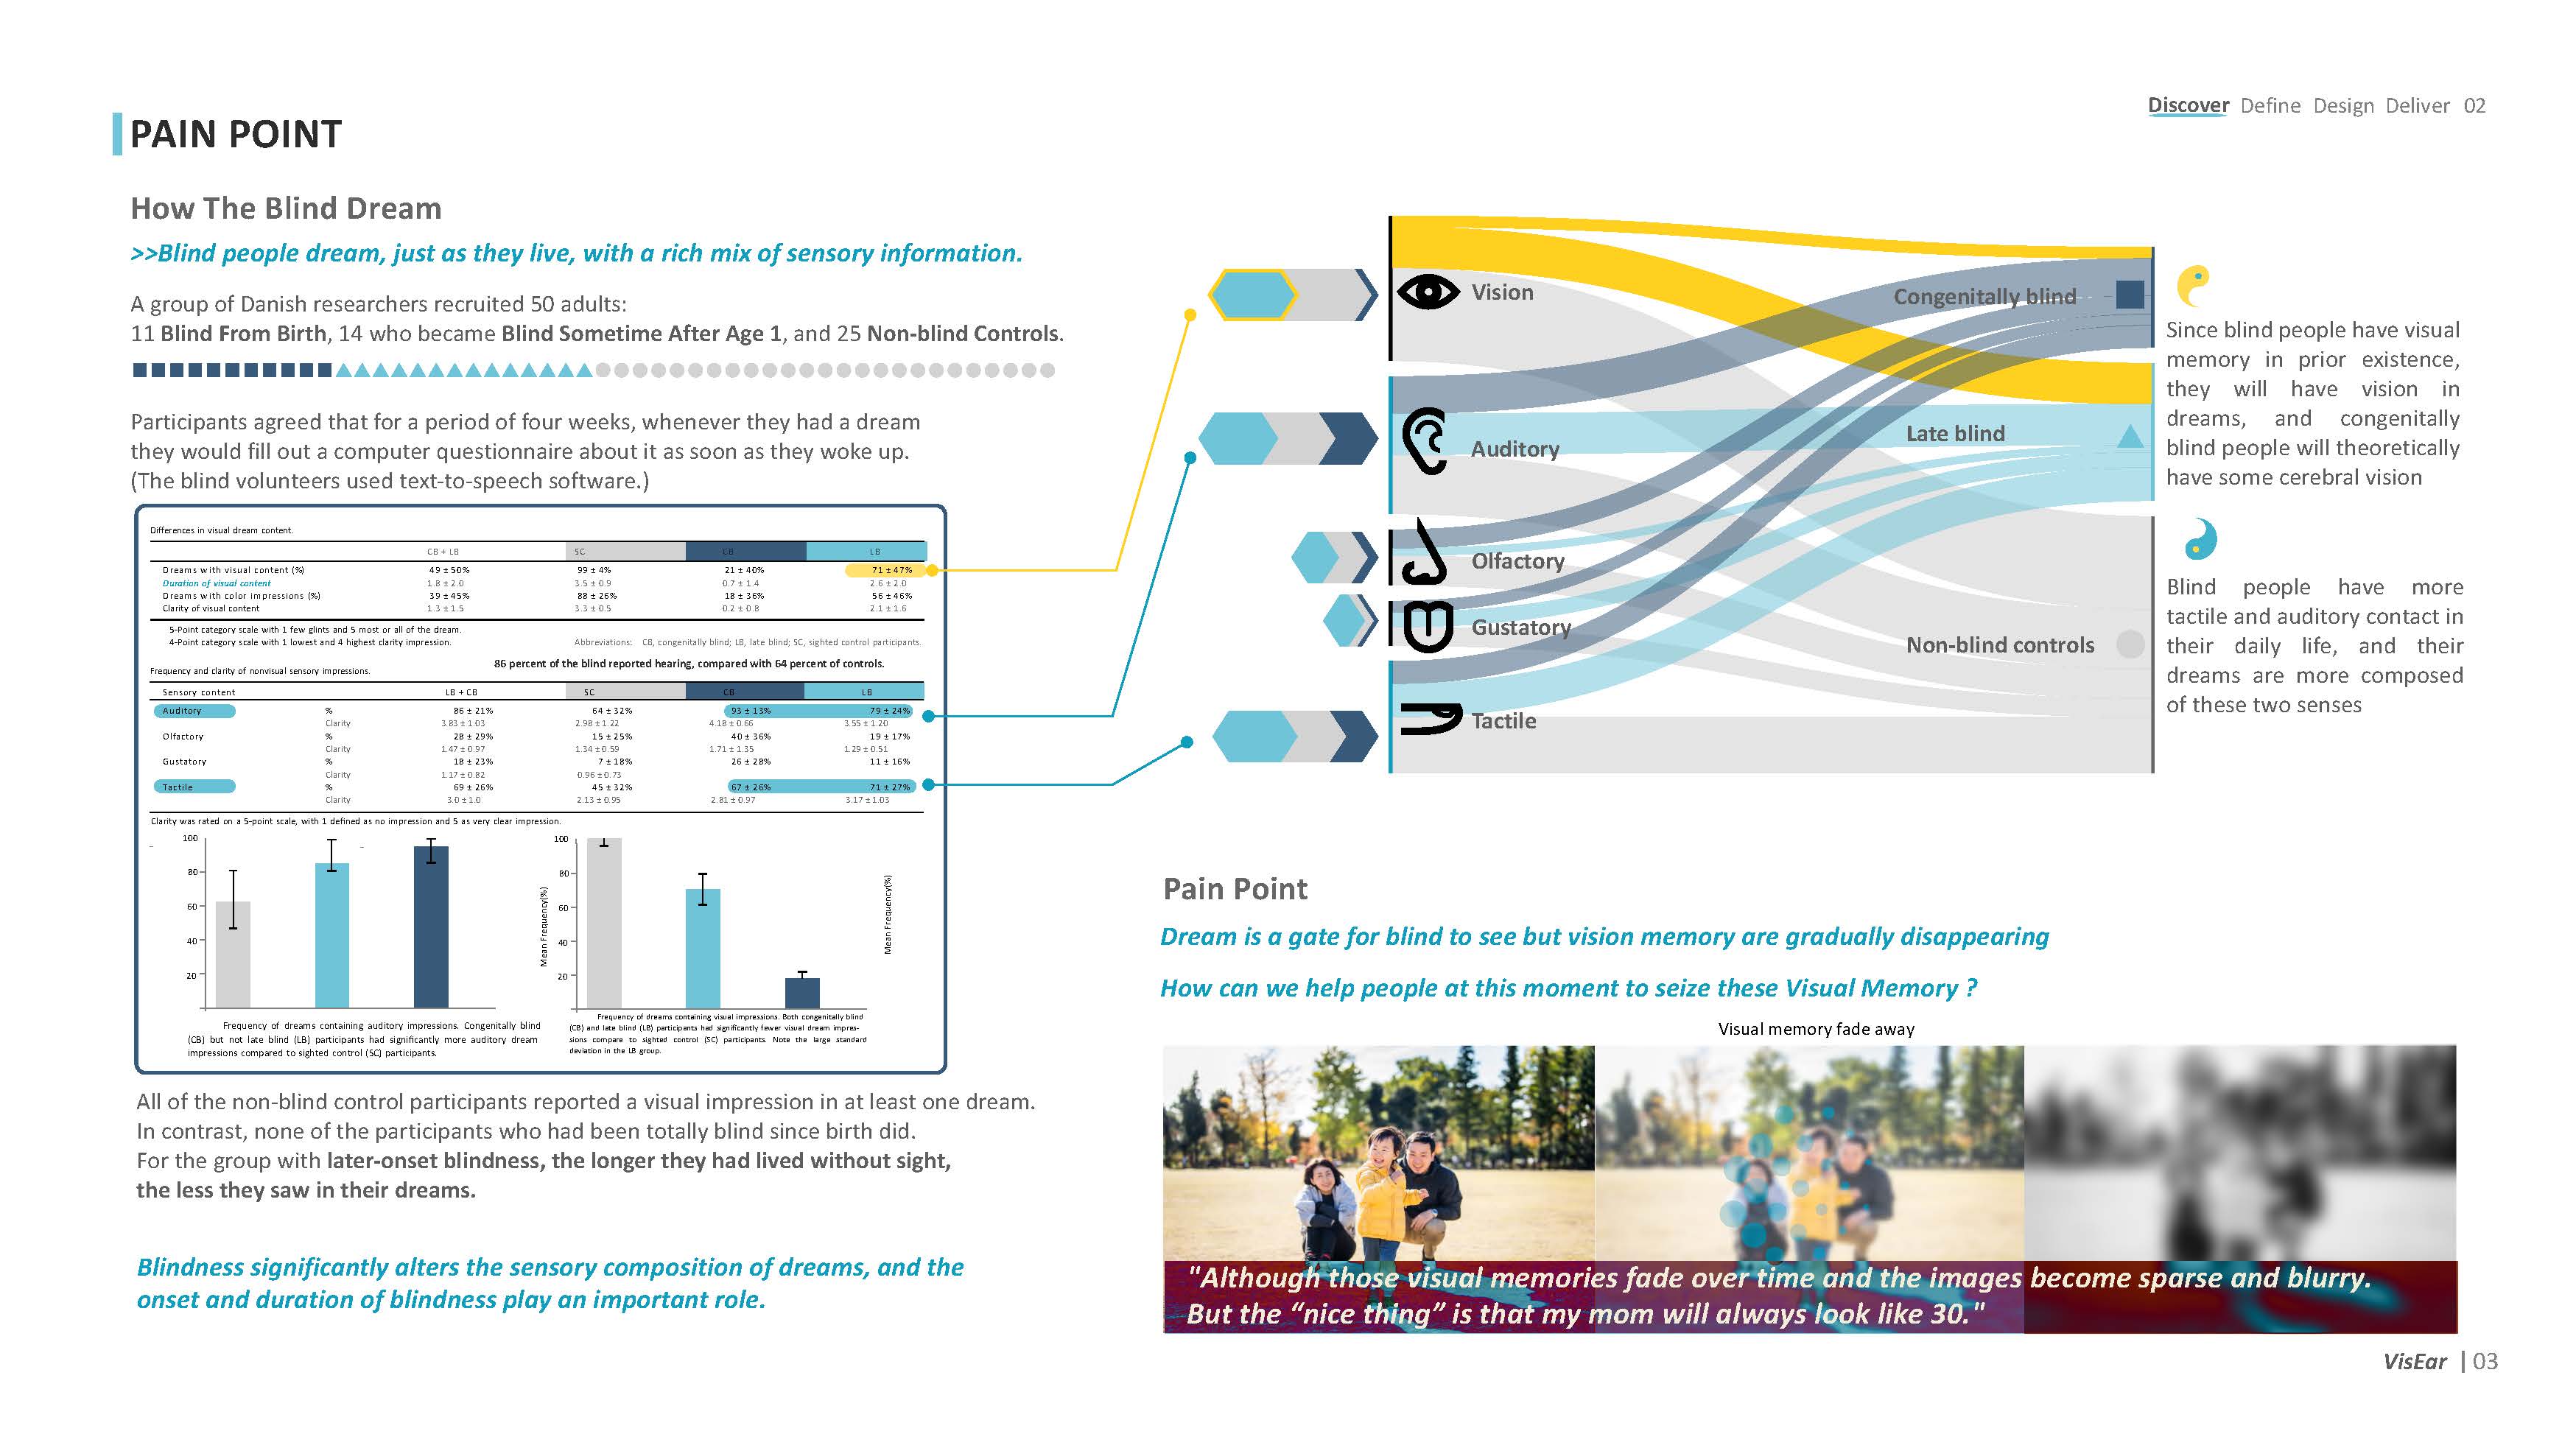 PAIN POINT
Discover Define Design Deliver 02
How The Blind Dream
>>Blind people dream, just as they live, with a rich mix of sensory information.
A group of Danish researchers recruited 50 adults:
11 Blind From Birth, 14 who became Blind Sometime After Age 1, and 25 Non-blind Controls.
Participants agreed that for a period of four weeks, whenever they had a dream
they would fill out a computer questionnaire about it as soon as they woke up.
(The blind volunteers used text-to-speech software.)
Differences in visual dream content.
CB + LB SC CB LB
Dreams with visual content (%) 49 ± 50% 99 ± 4% 21 ± 40% 71 ± 47%
Duration of visual content 1.8 ± 2.0 3.5 ± 0.9 0.7 ± 1.4 2.6 ± 2.0
Dreams with color impressions (%) 39 ± 45% 88 ± 26% 18 ± 36% 56 ± 46%
Clarity of visual content 1.3 ± 1.5 3.3 ± 0.5 0.2 ± 0.8 2.1 ± 1.6
5-Point category scale with 1 few glints and 5 most or all of the dream.
4-Point category scale with 1 lowest and 4 highest clarity impression. Abbreviations: CB, congenitally blind; LB, late blind; SC, sighted control participants.
86 percent of the blind reported hearing, compared with 64 percent of controls.
Frequency and clarity of nonvisual sensory impressions.
Sensory content LB + CB SC CB LB
Auditory % 86 ± 21% 64 ± 32% 93 ± 13% 79 ± 24%
Clarity 3.83 ± 1.03 2.98 ± 1.22 4.18 ± 0.66 3.55 ± 1.20
Olfactory % 28 ± 29% 15 ± 25% 40 ± 36% 19 ± 17%
Clarity 1.47 ± 0.97 1.34 ± 0.59 1.71 ± 1.35 1.29 ± 0.51
Gustatory % 18 ± 23% 7 ± 18% 26 ± 28% 11 ± 16%
Clarity 1.17 ± 0.82 0.96 ± 0.73
Tactile % 69 ± 26% 45 ± 32% 67 ± 26% 71 ± 27%
Clarity 3.0 ± 1.0 2.13 ± 0.95 2.81 ± 0.97 3.17 ± 1.03
Clarity was rated on a 5-point scale, with 1 defined as no impression and 5 as very clear impression.
100
80
60
40
20
Mean Frequency(%)
Frequency of dreams containing auditory impressions. Congenitally blind
(CB) but not late blind (LB) participants had significantly more auditory dream
impressions compared to sighted control (SC) participants.
100
80
60
40
20
Mean Frequency(%)
Frequency of dreams containing visual impressions. Both congenitally blind
(CB) and late blind (LB) participants had significantly fewer visual dream impres-
sions compare to sighted control (SC) participants. Note the large standard
deviation in the LB group.
All of the non-blind control participants reported a visual impression in at least one dream.
In contrast, none of the participants who had been totally blind since birth did.
For the group with later-onset blindness, the longer they had lived without sight,
the less they saw in their dreams.
Blindness significantly alters the sensory composition of dreams, and the
onset and duration of blindness play an important role.
Vision
Auditory
Olfactory
Gustatory
Tactile
Congenitally blind
Late blind
Non-blind controls
Since blind people have visual
memory in prior existence,
they will have vision in
dreams, and congenitally
blind people will theoretically
have some cerebral vision
Blind people have more
tactile and auditory contact in
their daily life, and their
dreams are more composed
of these two senses
Pain Point
Dream is a gate for blind to see but vision memory are gradually disappearing
How can we help people at this moment to seize these Visual Memory ?
Visual memory fade away
"Although those visual memories fade over time and the images become sparse and blurry.
But the “nice thing” is that my mom will always look like 30."
VisEar | 03